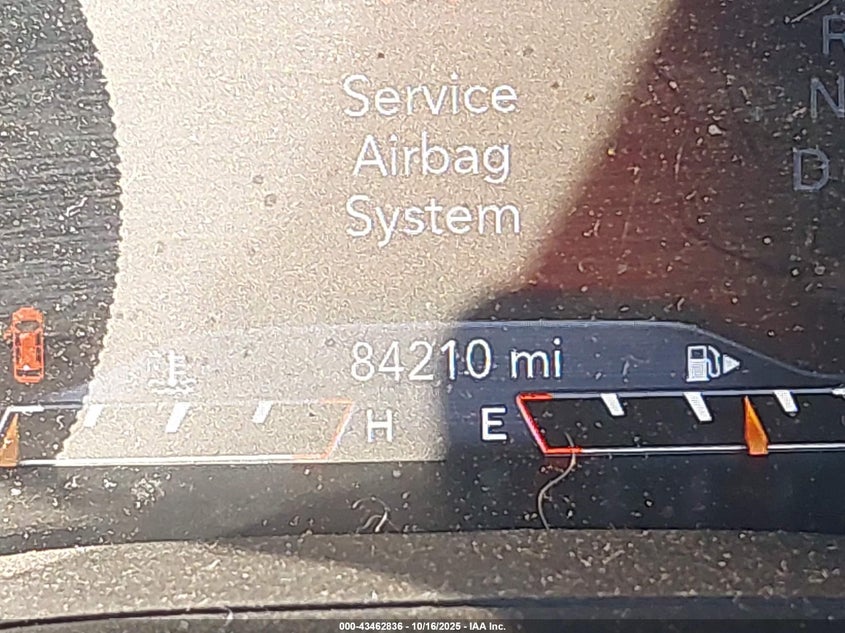 Service
Airbag
System
R
N
D
84210 mi
H
E
000-43462836 - 10/16/2025 - IAA Inc.